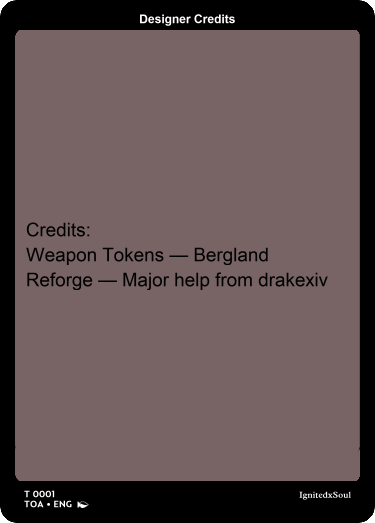 Designer Credits
Credits:
Weapon Tokens — Bergland
Reforge — Major help from drakexiv
T 0001
TOA • ENG
IgnitedxSoul